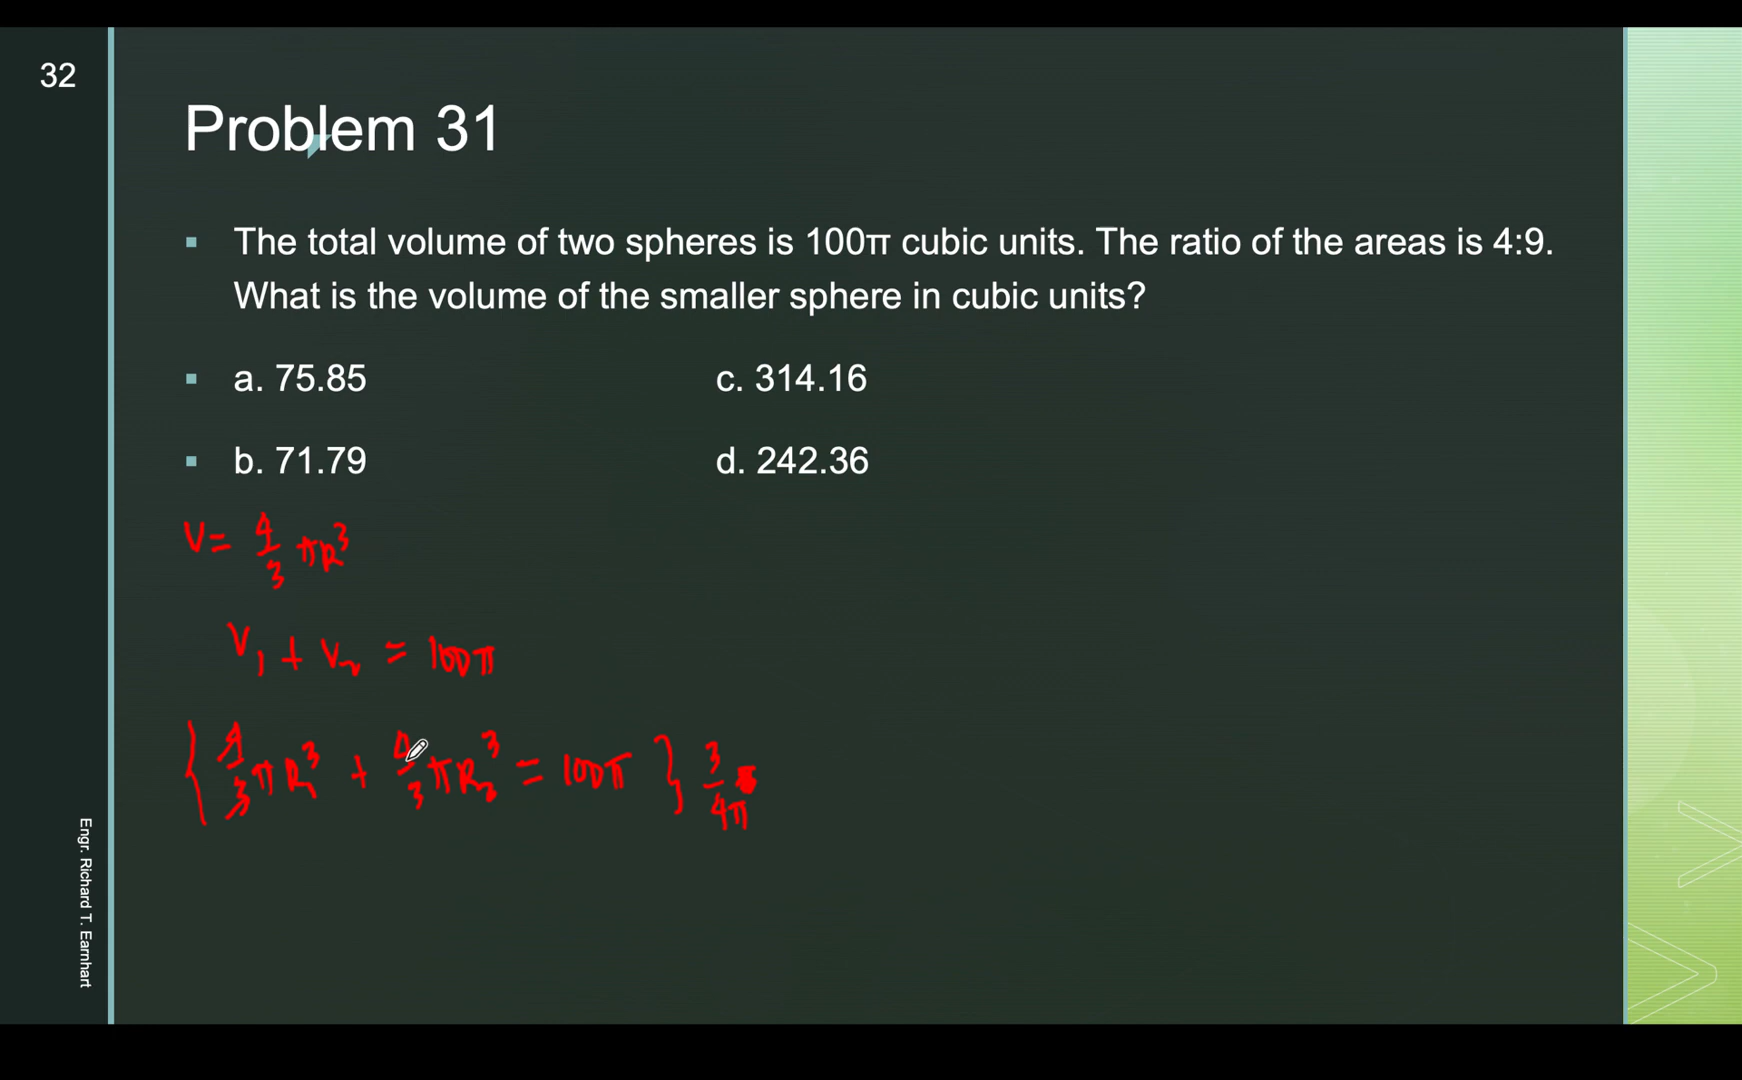 32
Problem 31
▪ The total volume of two spheres is 100π cubic units. The ratio of the areas is 4:9.
What is the volume of the smaller sphere in cubic units?
▪ a. 75.85 c. 314.16
▪ b. 71.79 d. 242.36
V = 4/3 πR³
V₁ + V₂ = 100π
{ 4/3 πR₁³ + 4/3 πR₂³ = 100π } 3/4π
Engr. Richard T. Earnhart